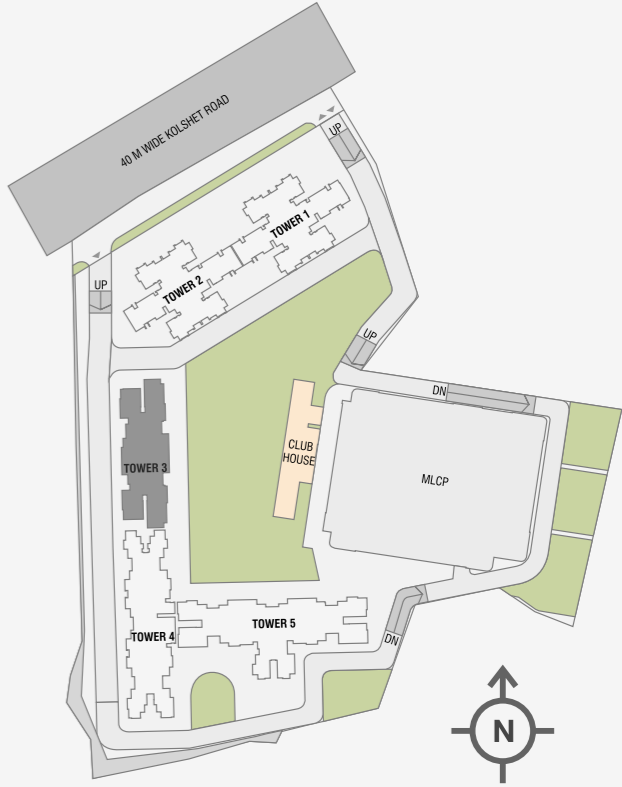 40 M WIDE KOLSHET ROAD
UP
TOWER 1
UP
TOWER 2
UP
DN
TOWER 3
CLUB
HOUSE
MLCP
TOWER 4
TOWER 5
DN
N